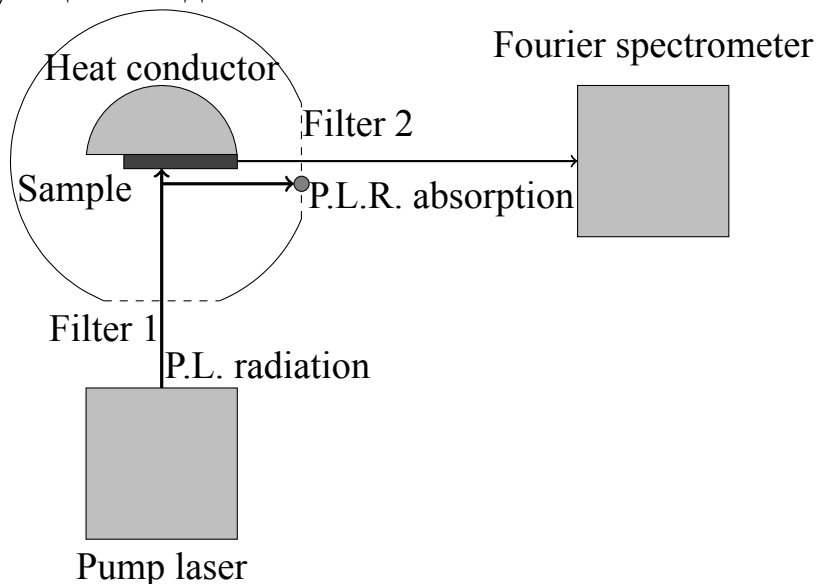 Fourier spectrometer
Heat conductor
Filter 2
Sample
P.L.R. absorption
Filter 1
P.L. radiation
Pump laser